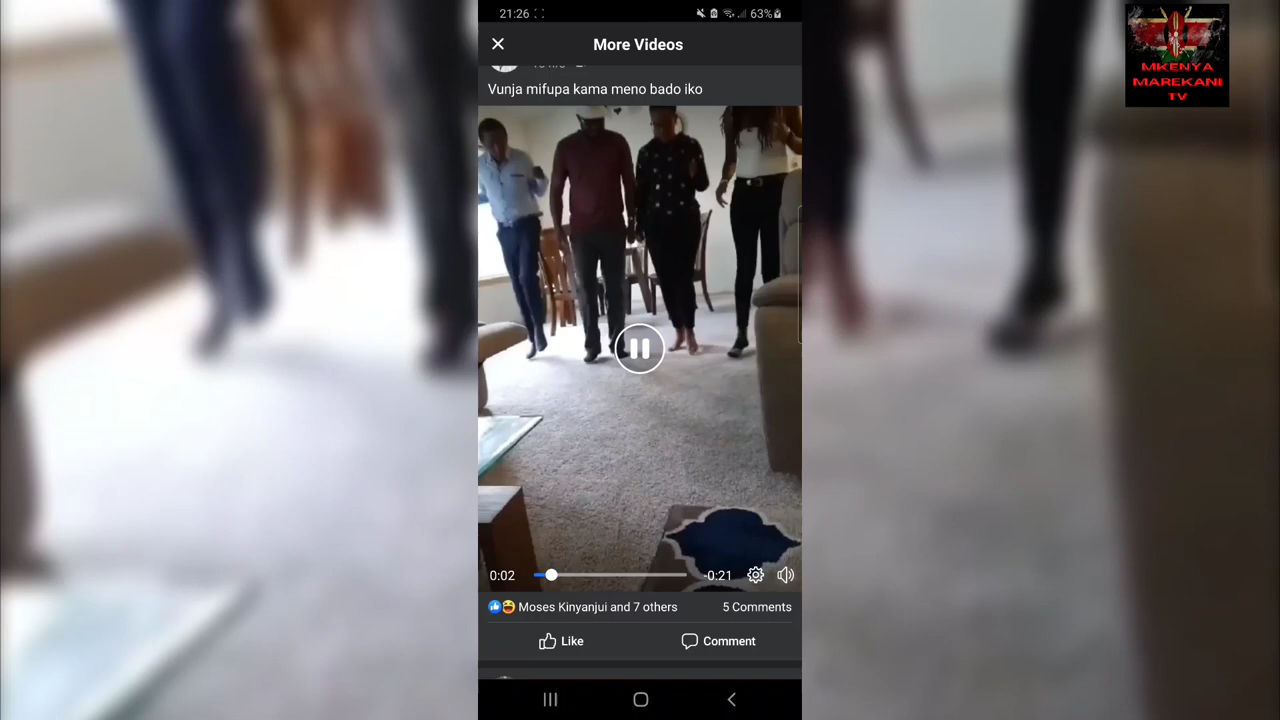 21:26
63%
More Videos
Vunja mifupa kama meno bado iko
0:02
-0:21
Moses Kinyanjui and 7 others
5 Comments
Like
Comment
MKENYA
MAREKANI
TV